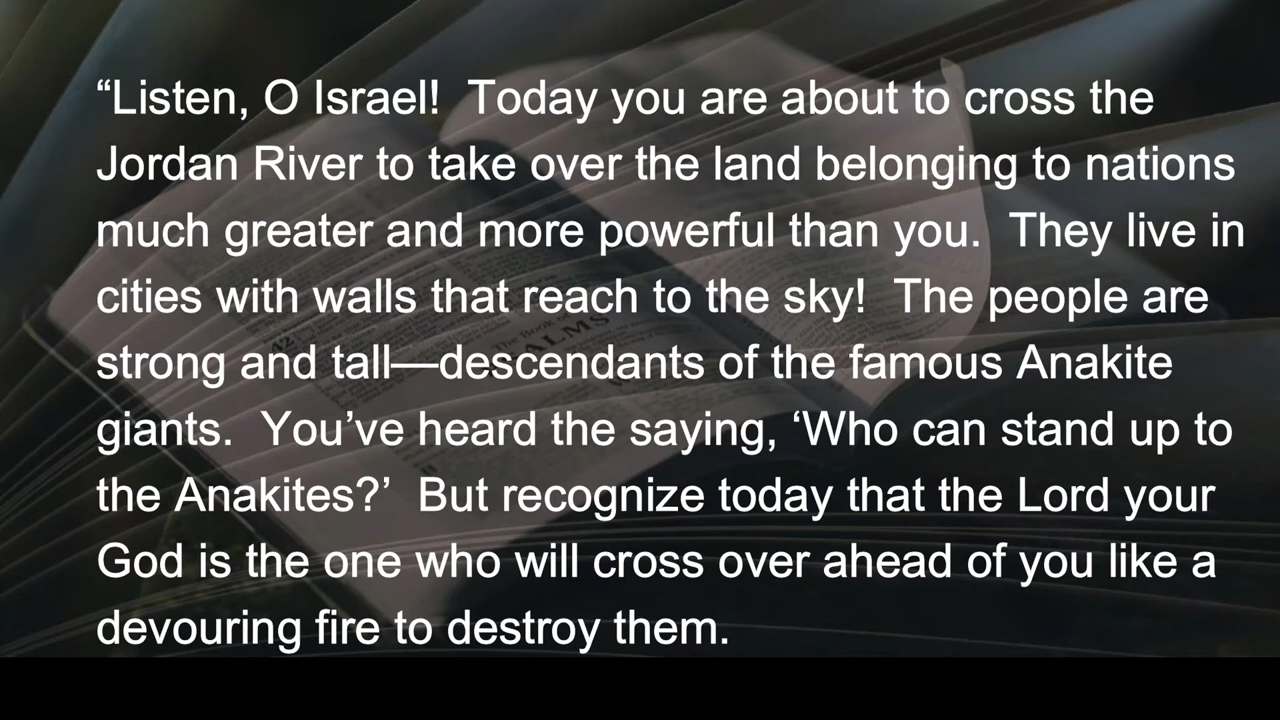 “Listen, O Israel!  Today you are about to cross the
Jordan River to take over the land belonging to nations
much greater and more powerful than you.  They live in
cities with walls that reach to the sky!  The people are
strong and tall—descendants of the famous Anakite
giants.  You’ve heard the saying, ‘Who can stand up to
the Anakites?’  But recognize today that the Lord your
God is the one who will cross over ahead of you like a
devouring fire to destroy them.
42
The Book
ALMS